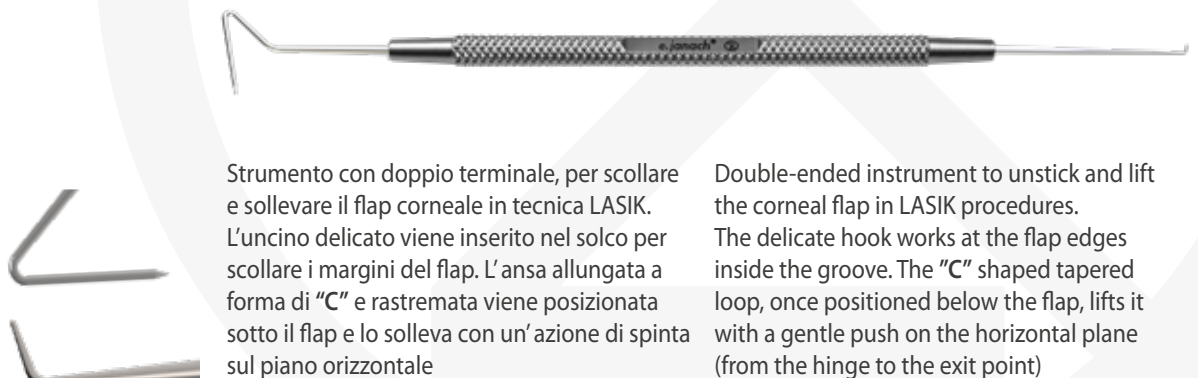 e.janach®
Strumento con doppio terminale, per scollare
e sollevare il flap corneale in tecnica LASIK.
L'uncino delicato viene inserito nel solco per
scollare i margini del flap. L' ansa allungata a
forma di "C" e rastremata viene posizionata
sotto il flap e lo solleva con un' azione di spinta
sul piano orizzontale
Double-ended instrument to unstick and lift
the corneal flap in LASIK procedures.
The delicate hook works at the flap edges
inside the groove. The "C" shaped tapered
loop, once positioned below the flap, lifts it
with a gentle push on the horizontal plane
(from the hinge to the exit point)